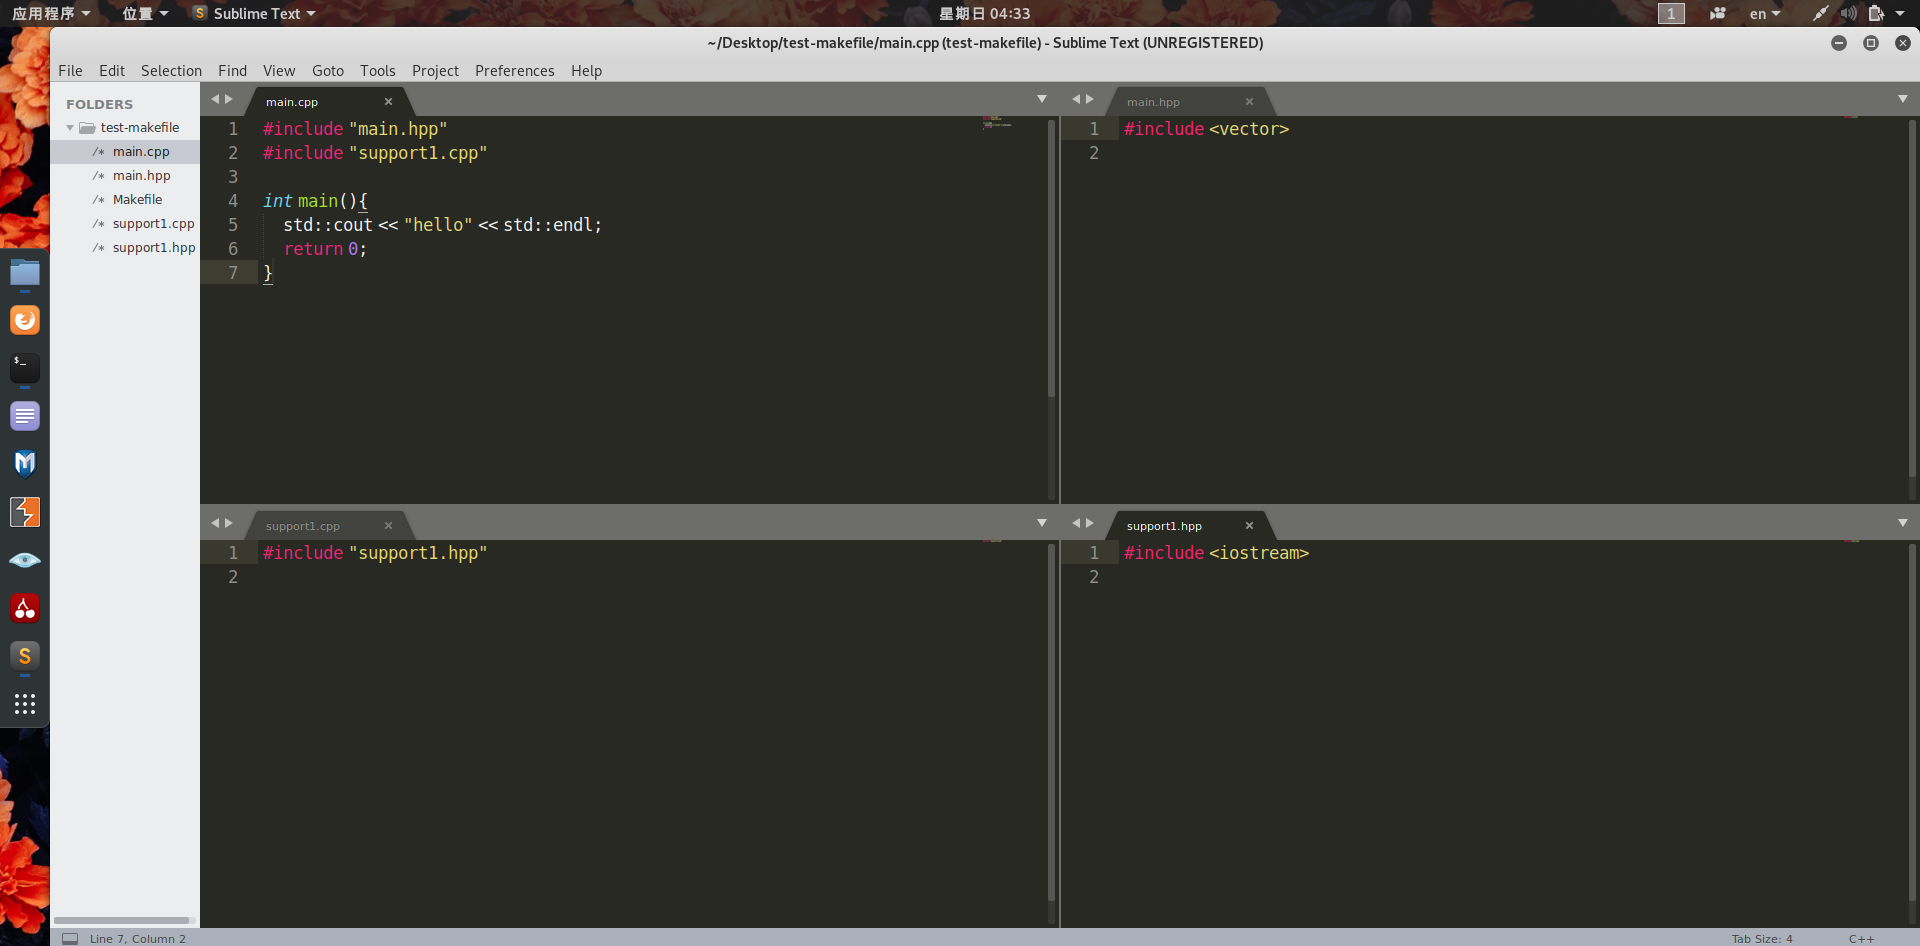 应用程序 位置 Sublime Text 星期日 04:33 1 en
~/Desktop/test-makefile/main.cpp (test-makefile) - Sublime Text (UNREGISTERED)
File Edit Selection Find View Goto Tools Project Preferences Help
FOLDERS
test-makefile
/* main.cpp
/* main.hpp
/* Makefile
/* support1.cpp
/* support1.hpp
main.cpp
1 #include "main.hpp"
2 #include "support1.cpp"
3
4 int main(){
5 std::cout << "hello" << std::endl;
6 return 0;
7 }
main.hpp
1 #include <vector>
2
support1.cpp
1 #include "support1.hpp"
2
support1.hpp
1 #include <iostream>
2
$_
S
Line 7, Column 2 Tab Size: 4 C++